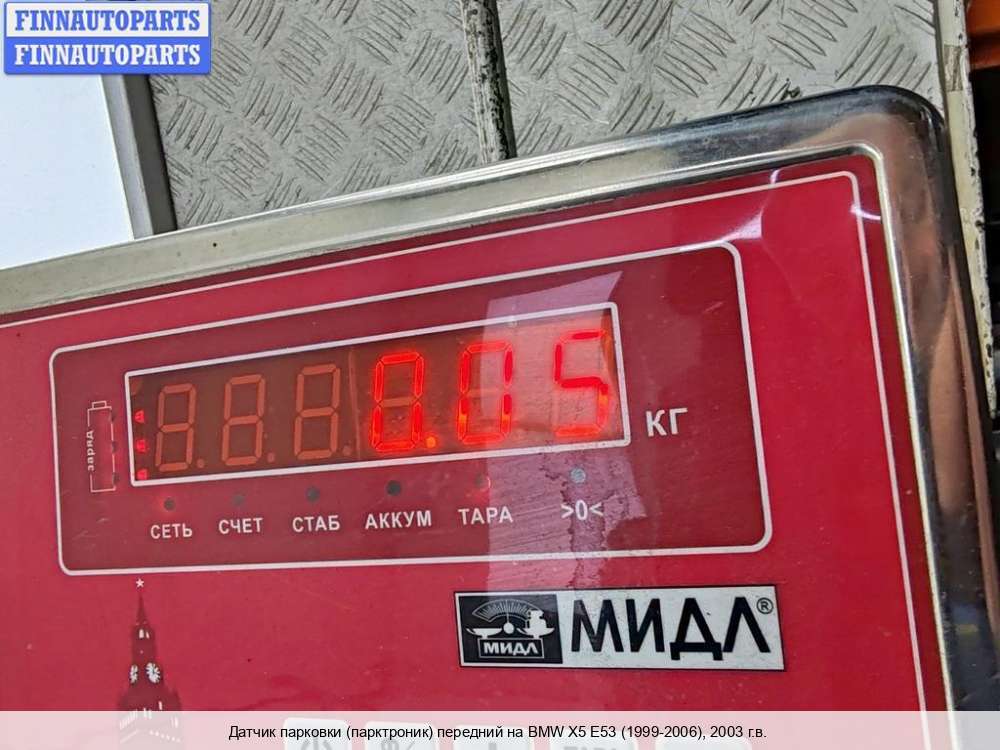 FINNAUTOPARTS
FINNAUTOPARTS
0.05
КГ
заряд
СЕТЬ СЧЕТ СТАБ АККУМ ТАРА >0<
МИДЛ МИДЛ®
Датчик парковки (парктроник) передний на BMW X5 E53 (1999-2006), 2003 г.в.